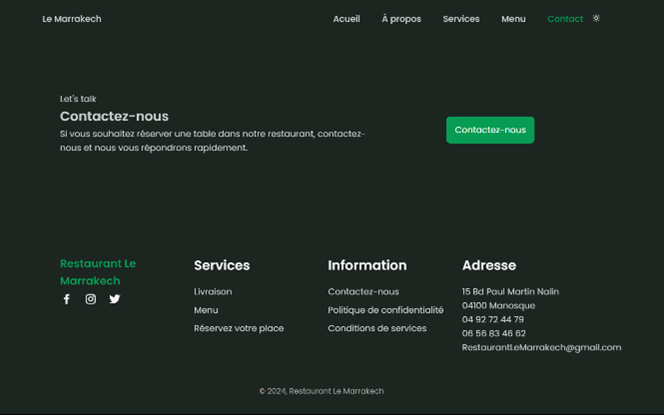 Le Marrakech
Acueil
À propos
Services
Menu
Contact
Let's talk
Contactez-nous
Si vous souhaitez réserver une table dans notre restaurant, contactez-
nous et nous vous répondrons rapidement.
Contactez-nous
Restaurant Le
Marrakech
Services
Livraison
Menu
Réservez votre place
Information
Contactez-nous
Politique de confidentialité
Conditions de services
Adresse
15 Bd Paul Martin Nalin
04100 Manosque
04 92 72 44 79
06 56 83 46 62
RestaurantLeMarrakech@gmail.com
© 2024, Restaurant Le Marrakech